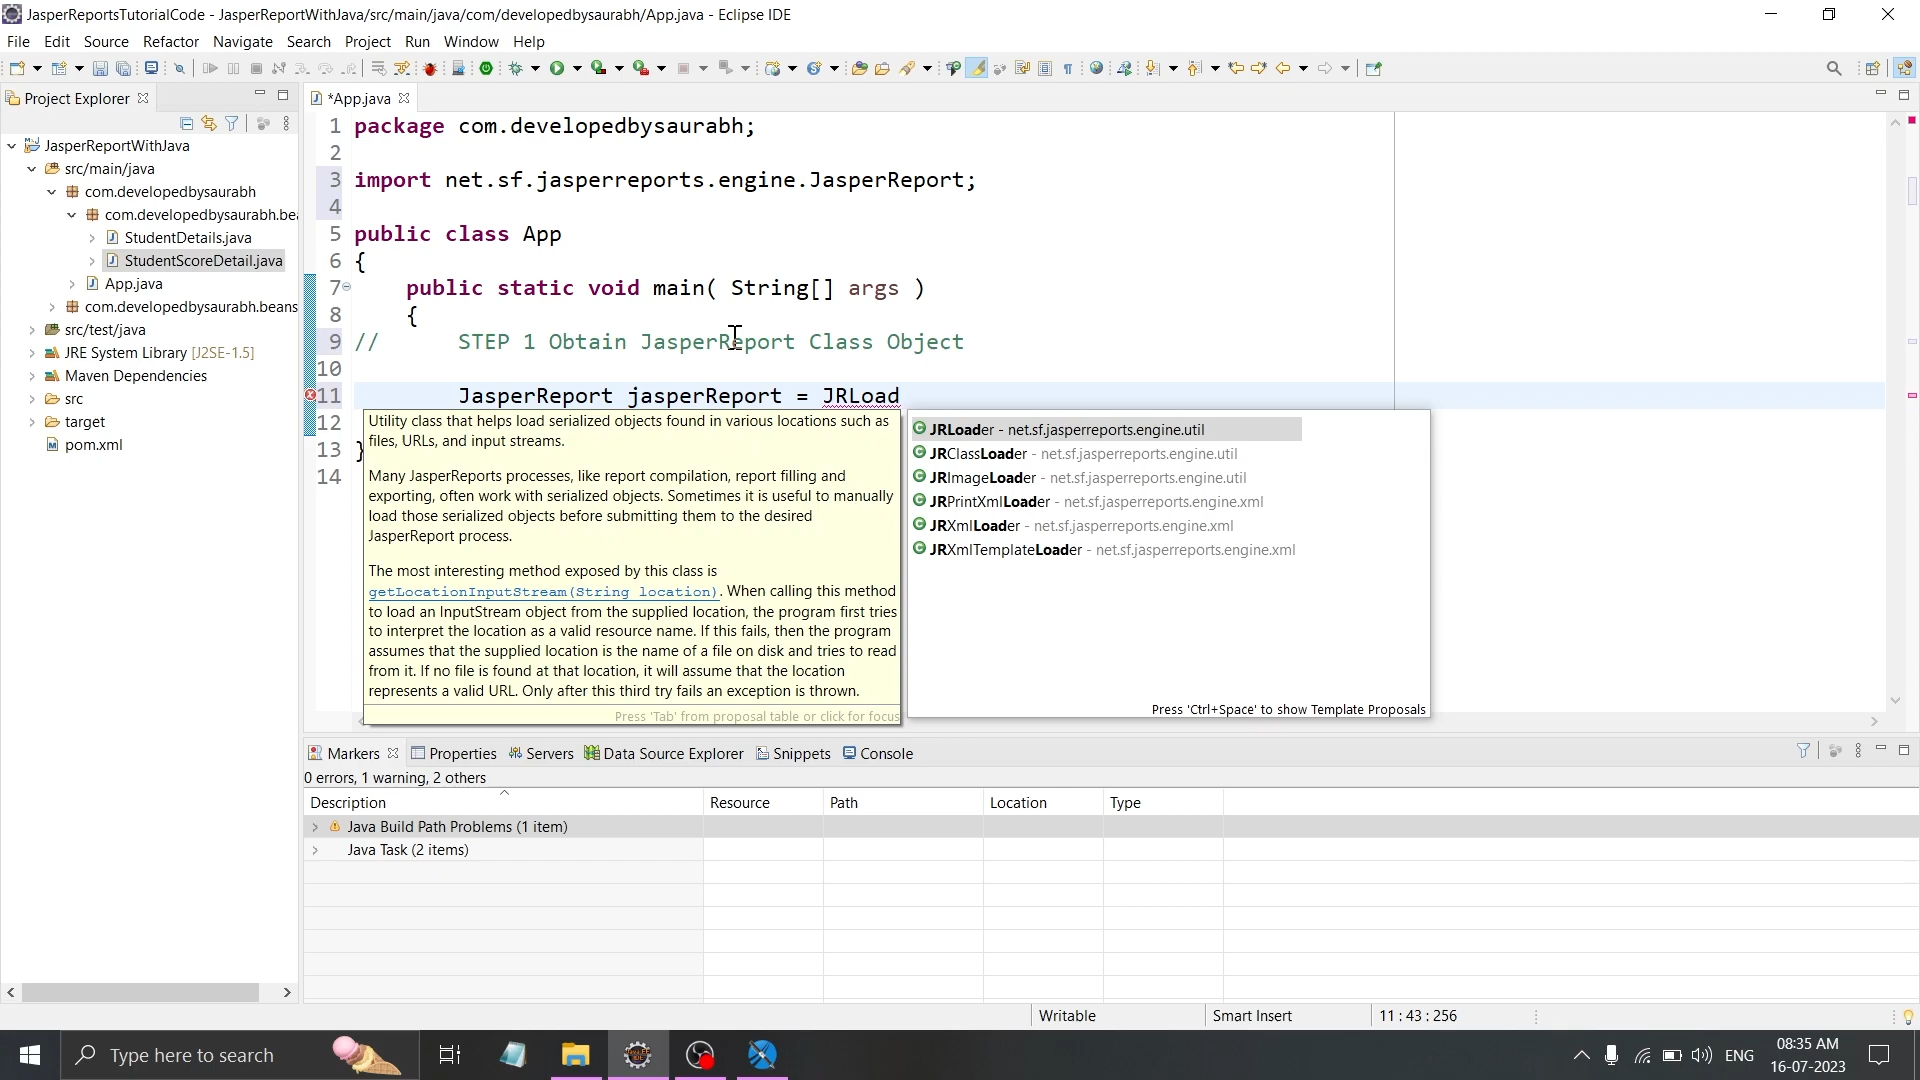 JasperReportsTutorialCode - JasperReportWithJava/src/main/java/com/developedbysaurabh/App.java - Eclipse IDE
File Edit Source Refactor Navigate Search Project Run Window Help
Project Explorer
*App.java
JasperReportWithJava
src/main/java
com.developedbysaurabh
com.developedbysaurabh.bea
StudentDetails.java
StudentScoreDetail.java
App.java
com.developedbysaurabh.beans
src/test/java
JRE System Library [J2SE-1.5]
Maven Dependencies
src
target
pom.xml
1 package com.developedbysaurabh;
2
3 import net.sf.jasperreports.engine.JasperReport;
4
5 public class App
6 {
7 public static void main( String[] args )
8 {
9 // STEP 1 Obtain JasperReport Class Object
10
11 JasperReport jasperReport = JRLoad
12
13 }
14
Utility class that helps load serialized objects found in various locations such as
files, URLs, and input streams.
Many JasperReports processes, like report compilation, report filling and
exporting, often work with serialized objects. Sometimes it is useful to manually
load those serialized objects before submitting them to the desired
JasperReport process.
The most interesting method exposed by this class is
getLocationInputStream(String location). When calling this method
to load an InputStream object from the supplied location, the program first tries
to interpret the location as a valid resource name. If this fails, then the program
assumes that the supplied location is the name of a file on disk and tries to read
from it. If no file is found at that location, it will assume that the location
represents a valid URL. Only after this third try fails an exception is thrown.
Press 'Tab' from proposal table or click for focus
JRLoader - net.sf.jasperreports.engine.util
JRClassLoader - net.sf.jasperreports.engine.util
JRImageLoader - net.sf.jasperreports.engine.util
JRPrintXmlLoader - net.sf.jasperreports.engine.xml
JRXmlLoader - net.sf.jasperreports.engine.xml
JRXmlTemplateLoader - net.sf.jasperreports.engine.xml
Press 'Ctrl+Space' to show Template Proposals
Markers Properties Servers Data Source Explorer Snippets Console
0 errors, 1 warning, 2 others
Description Resource Path Location Type
Java Build Path Problems (1 item)
Java Task (2 items)
Writable Smart Insert 11 : 43 : 256
Type here to search
ENG
08:35 AM
16-07-2023